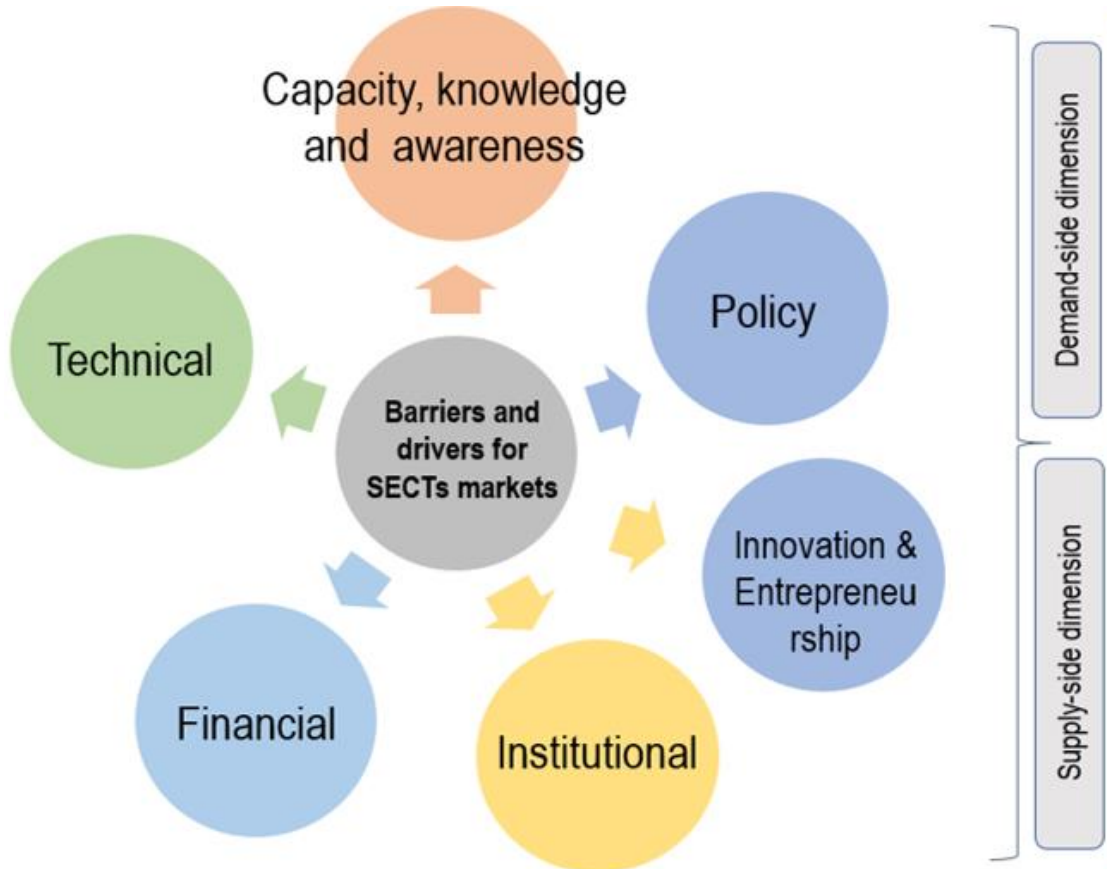 Capacity, knowledge
and awareness
Policy
Technical
Barriers and
drivers for
SECTs markets
Innovation &
Entrepreneu
rship
Financial
Institutional
Demand-side dimension
Supply-side dimension